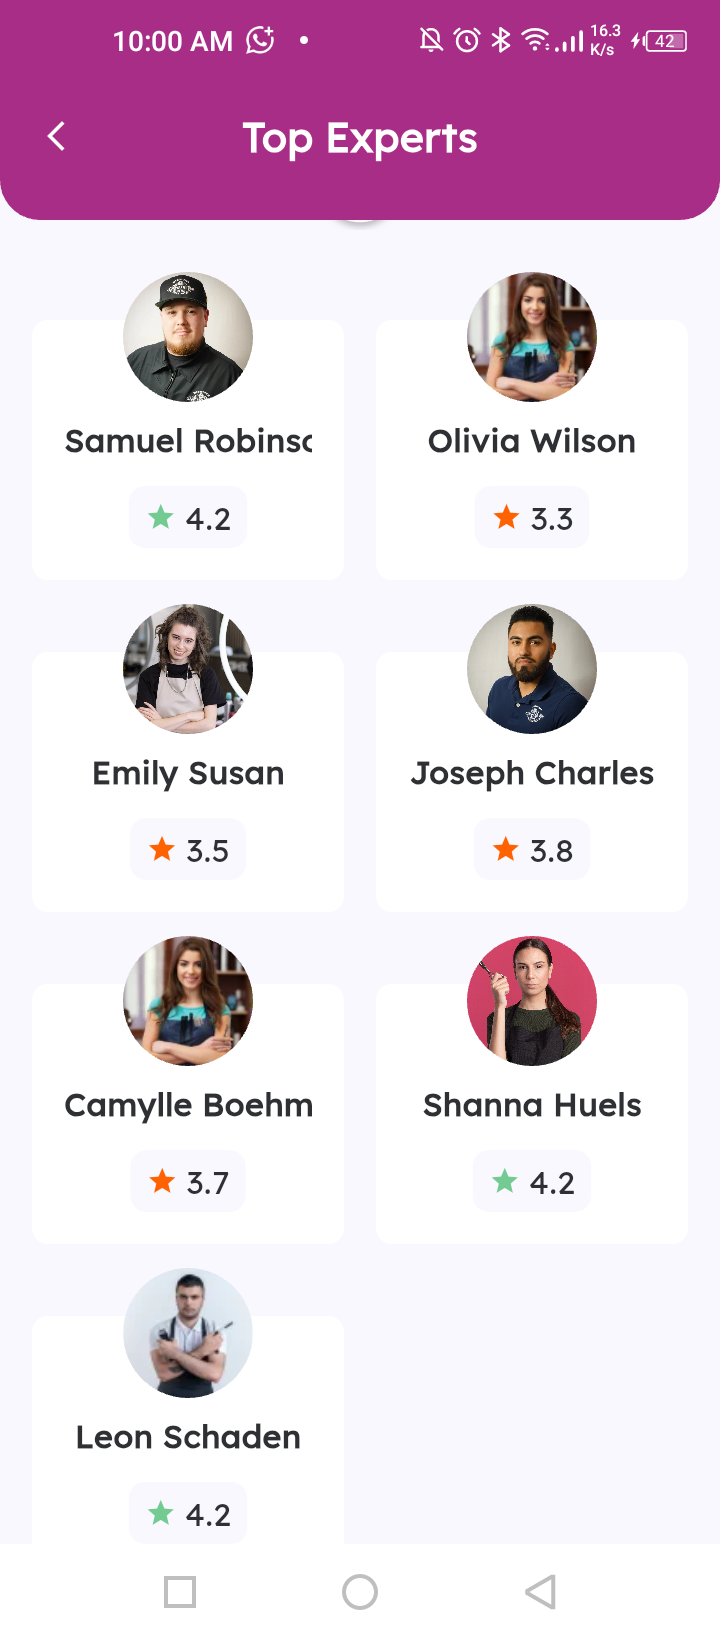 10:00 AM
16.3
K/s
42
Top Experts
Samuel Robinsc
Olivia Wilson
4.2
3.3
Emily Susan
Joseph Charles
3.5
3.8
Camylle Boehm
Shanna Huels
3.7
4.2
Leon Schaden
4.2